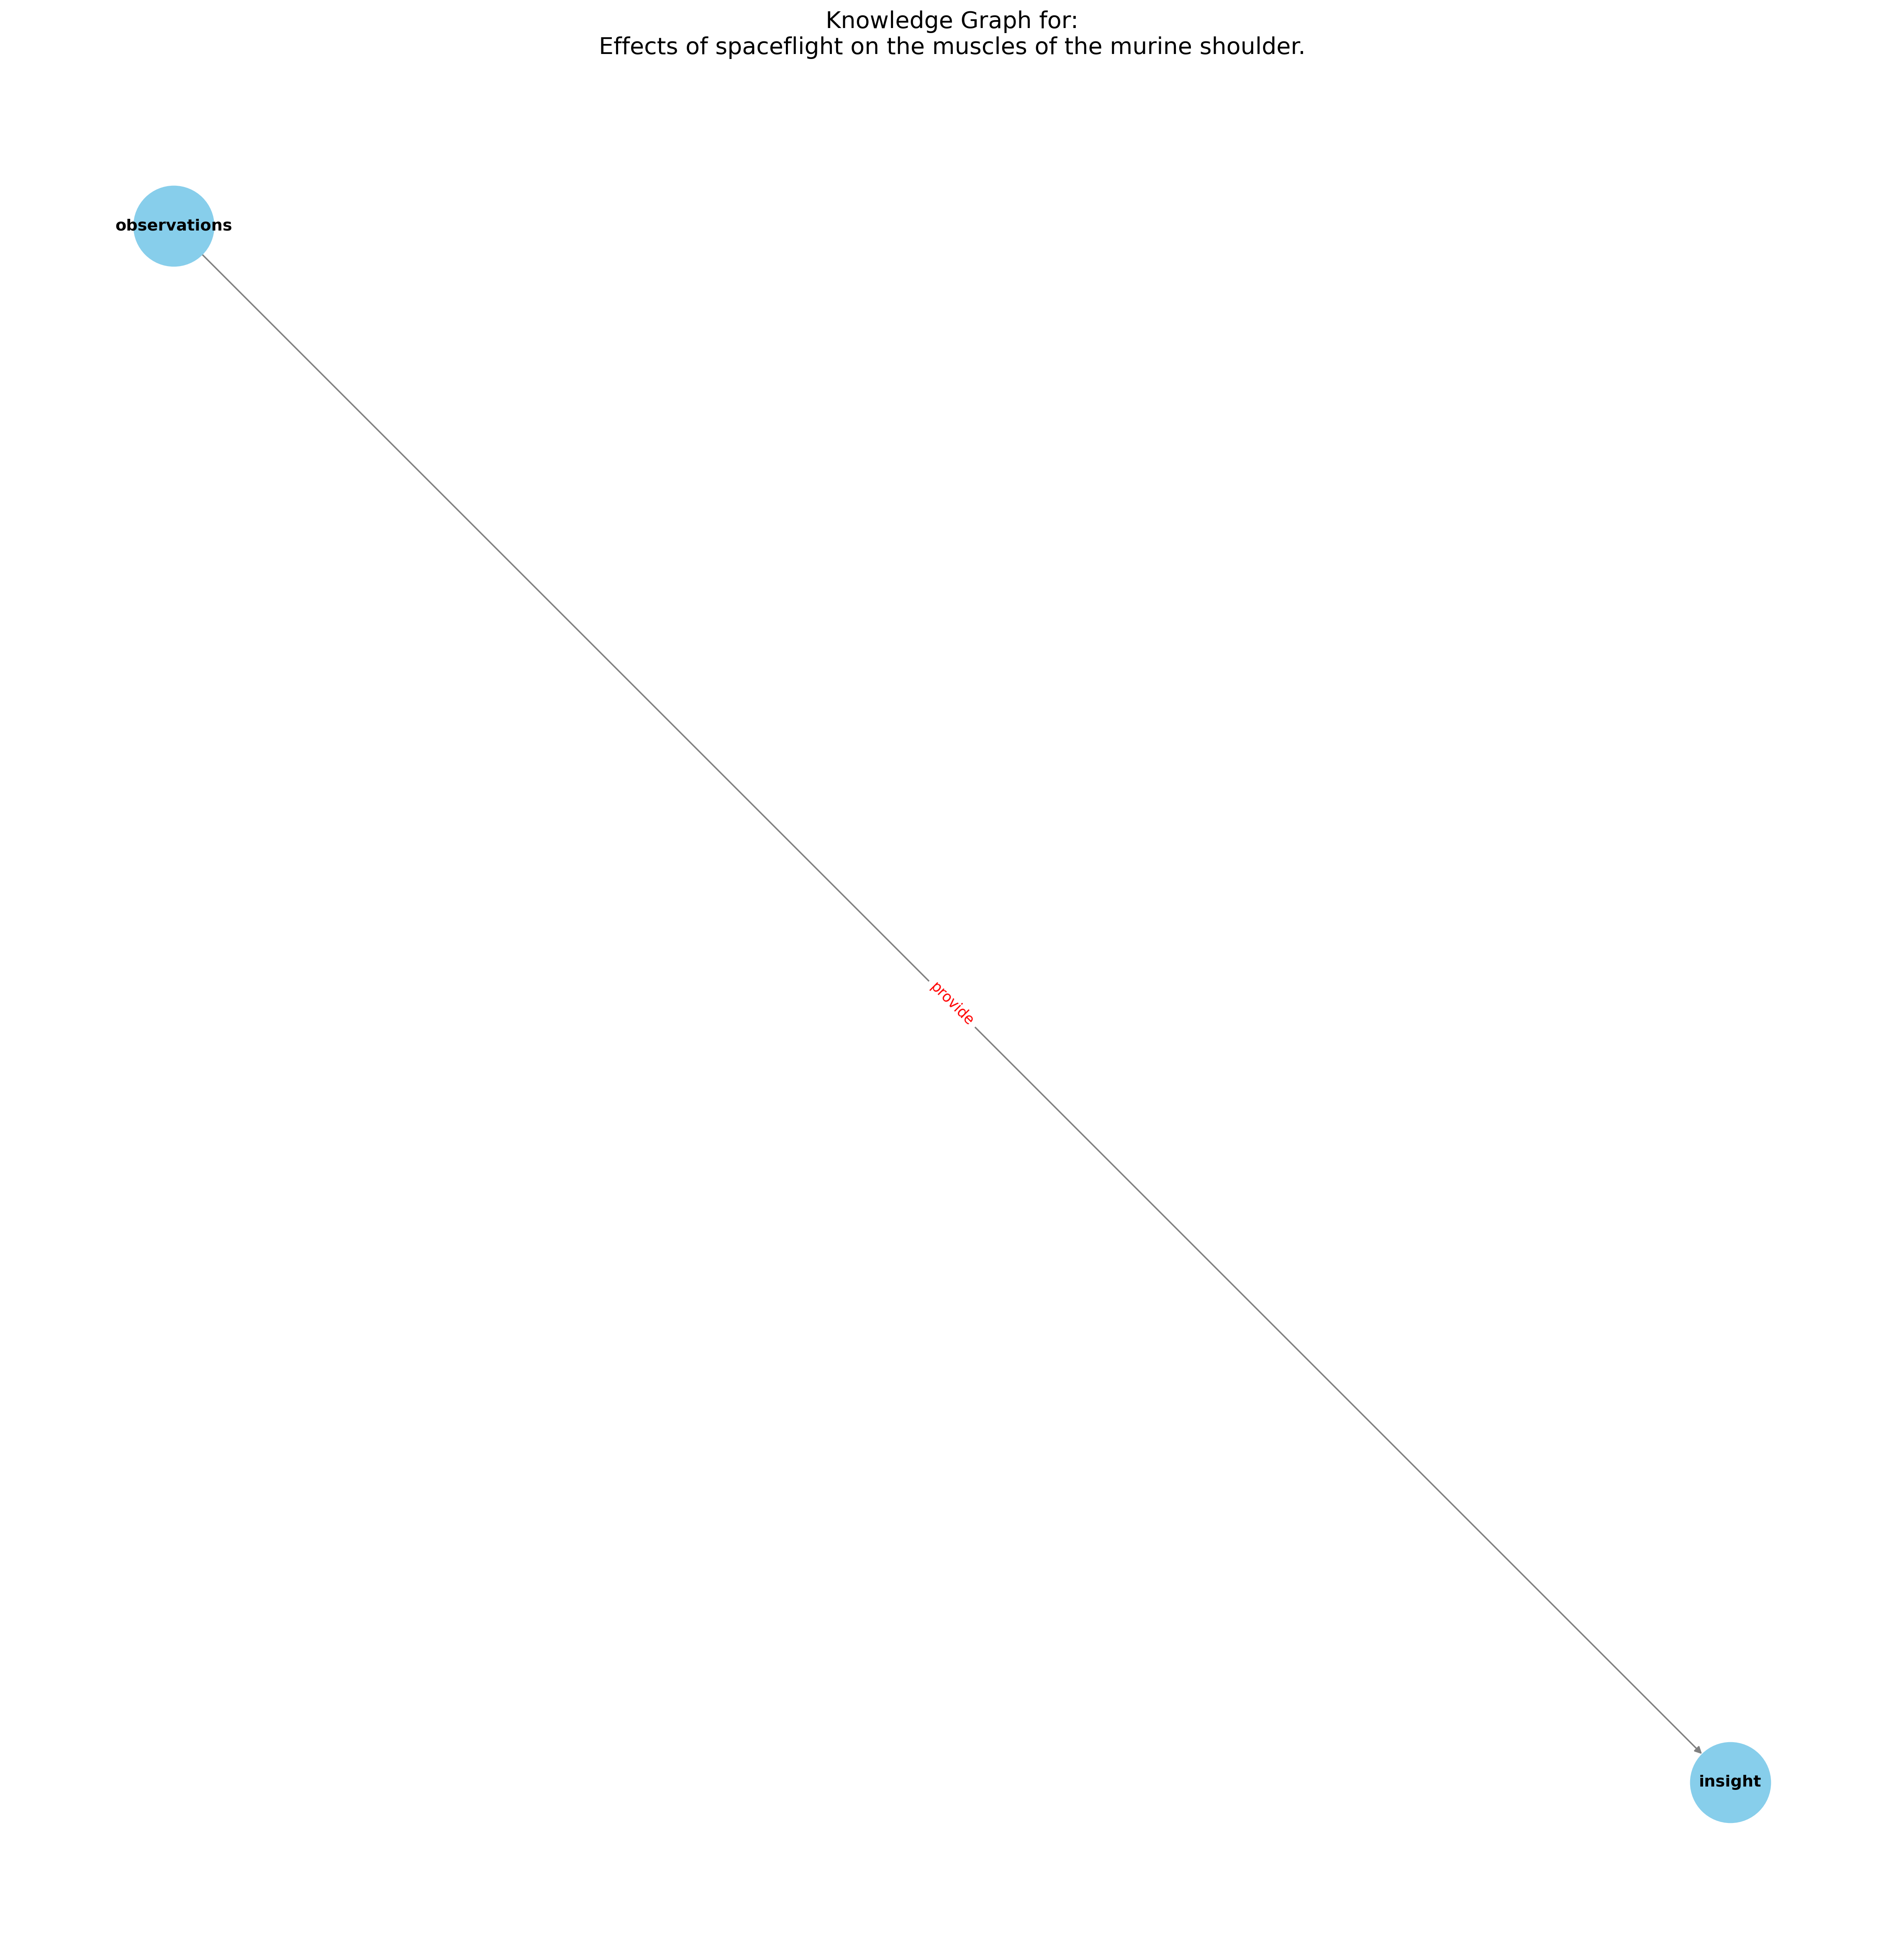 Knowledge Graph for:
Effects of spaceflight on the muscles of the murine shoulder.
observations
provide
insight